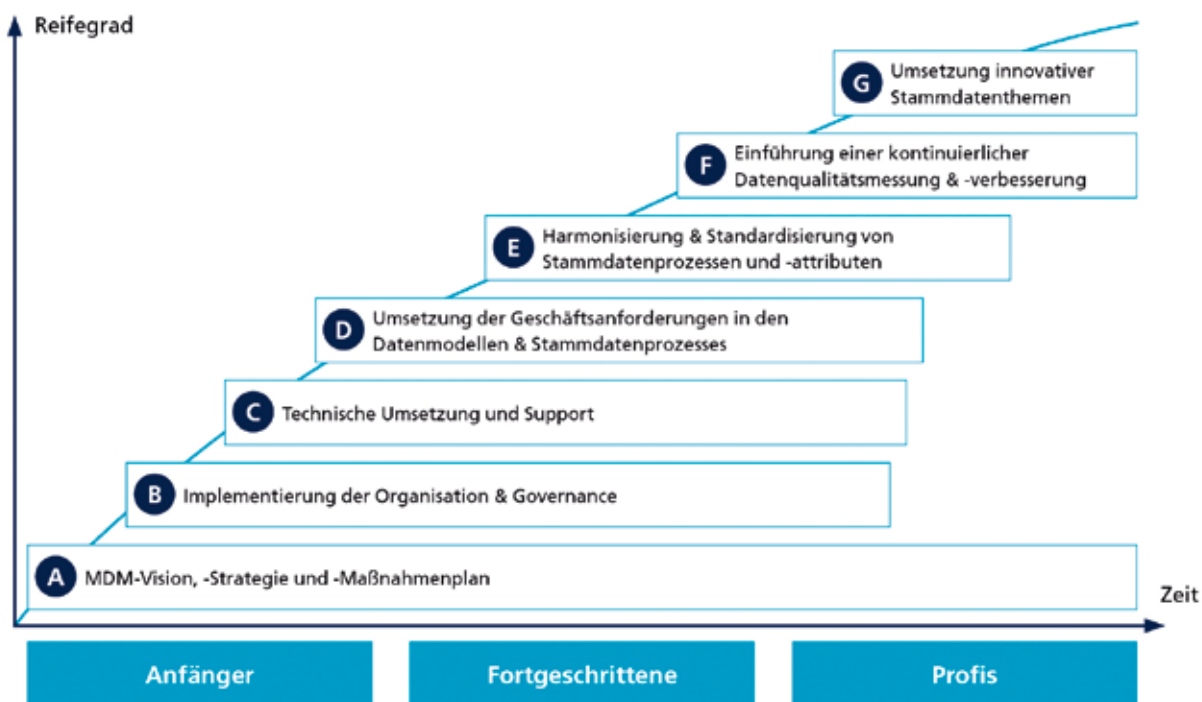 Reifegrad
G
Umsetzung innovativer
Stammdatenthemen
F
Einführung einer kontinuierlicher
Datenqualitätsmessung & -verbesserung
E
Harmonisierung & Standardisierung von
Stammdatenprozessen und -attributen
D
Umsetzung der Geschäftsanforderungen in den
Datenmodellen & Stammdatenprozesses
C
Technische Umsetzung und Support
B
Implementierung der Organisation & Governance
A
MDM-Vision, -Strategie und -Maßnahmenplan
Zeit
Anfänger
Fortgeschrittene
Profis